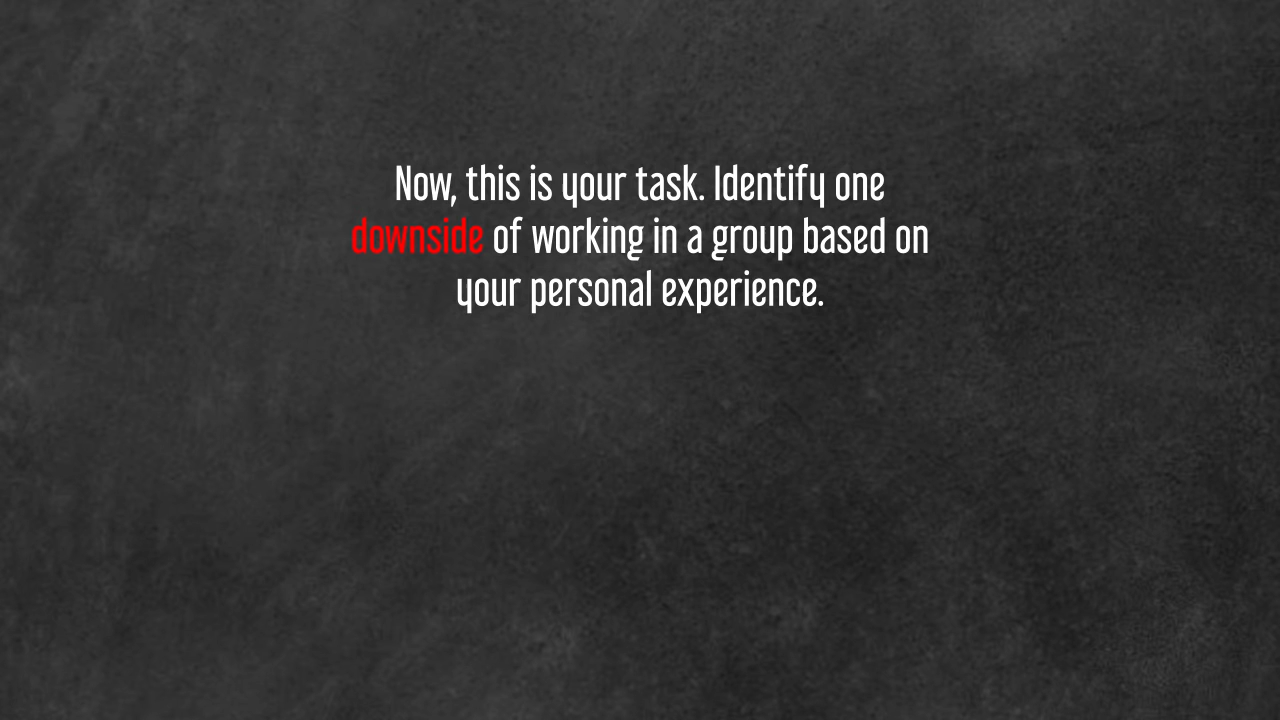 Now, this is your task. Identify one
downside of working in a group based on
your personal experience.